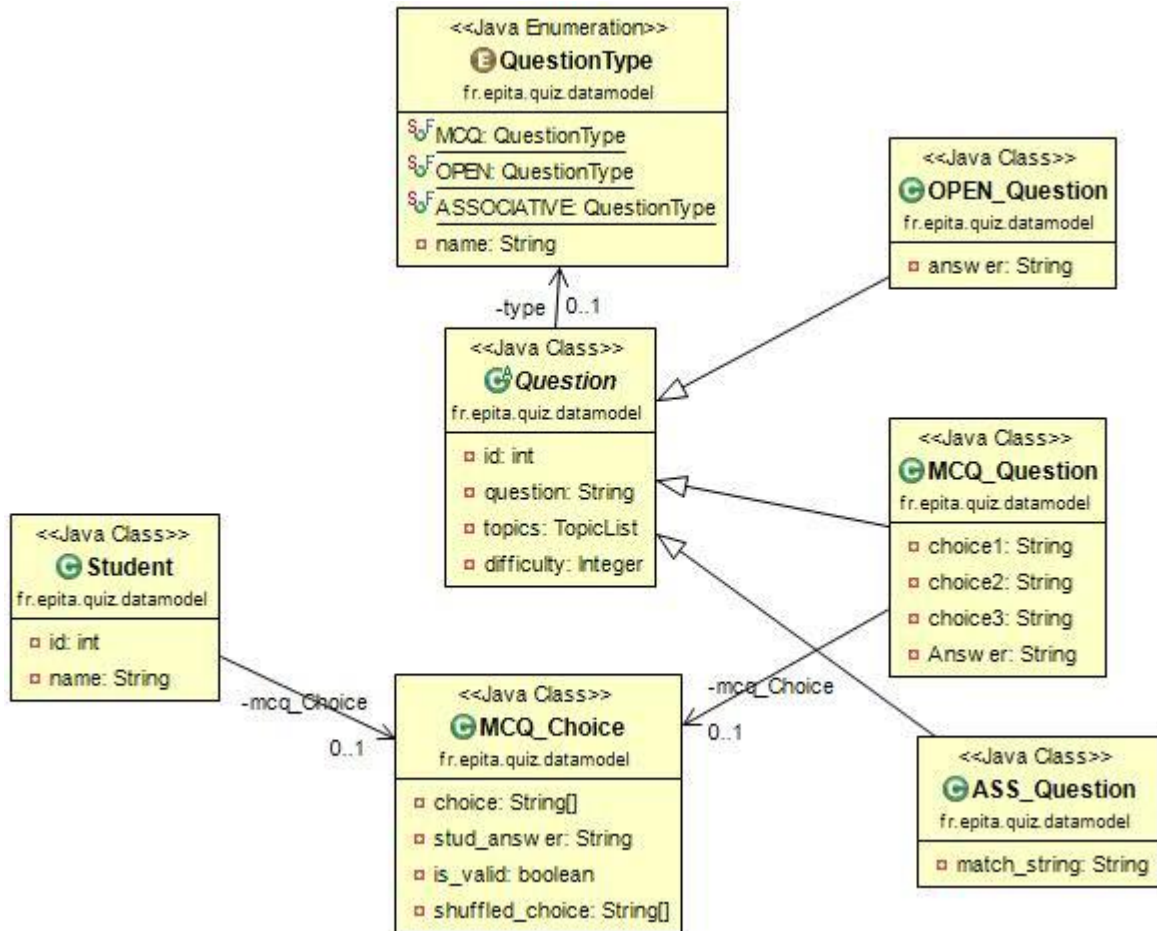 <<Java Enumeration>>
QuestionType
fr.epita.quiz.datamodel
MCQ: QuestionType
OPEN: QuestionType
ASSOCIATIVE: QuestionType
name: String
-type
0..1
<<Java Class>>
Question
fr.epita.quiz.datamodel
id: int
question: String
topics: TopicList
difficulty: Integer
<<Java Class>>
OPEN_Question
fr.epita.quiz.datamodel
answer: String
<<Java Class>>
MCQ_Question
fr.epita.quiz.datamodel
choice1: String
choice2: String
choice3: String
Answer: String
<<Java Class>>
Student
fr.epita.quiz.datamodel
id: int
name: String
-mcq_Choice
0..1
<<Java Class>>
MCQ_Choice
fr.epita.quiz.datamodel
choice: String[]
stud_answer: String
is_valid: boolean
shuffled_choice: String[]
-mcq_Choice
0..1
<<Java Class>>
ASS_Question
fr.epita.quiz.datamodel
match_string: String